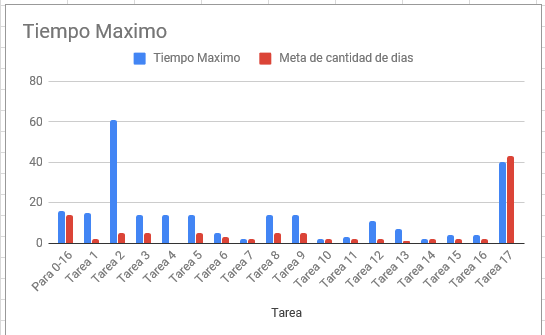 Tiempo Maximo
Tiempo Maximo Meta de cantidad de dias
80
60
40
20
0
Para 0-16
Tarea 1
Tarea 2
Tarea 3
Tarea 4
Tarea 5
Tarea 6
Tarea 7
Tarea 8
Tarea 9
Tarea 10
Tarea 11
Tarea 12
Tarea 13
Tarea 14
Tarea 15
Tarea 16
Tarea 17
Tarea